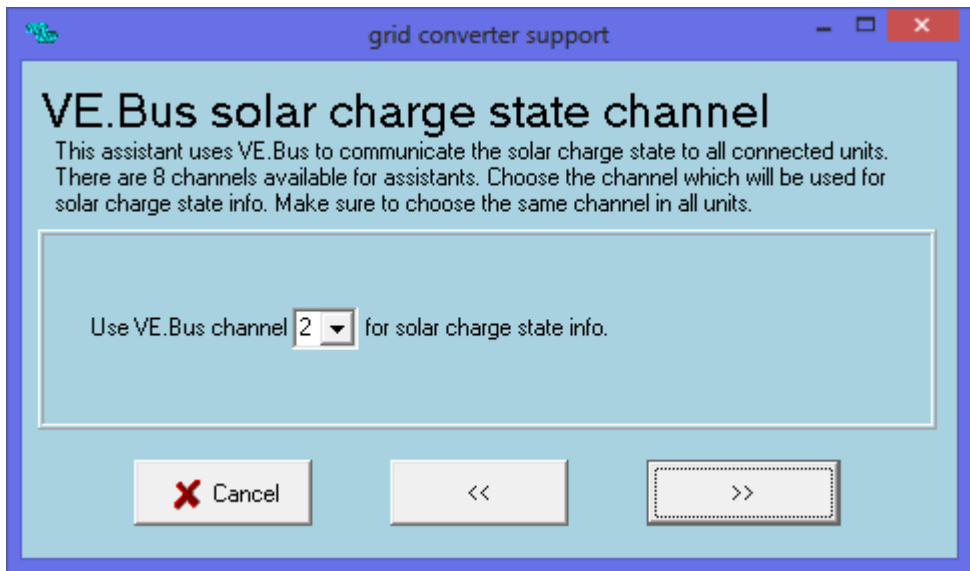 grid converter support
VE.Bus solar charge state channel
This assistant uses VE.Bus to communicate the solar charge state to all connected units.
There are 8 channels available for assistants. Choose the channel which will be used for
solar charge state info. Make sure to choose the same channel in all units.
Use VE.Bus channel 2 for solar charge state info.
Cancel << >>